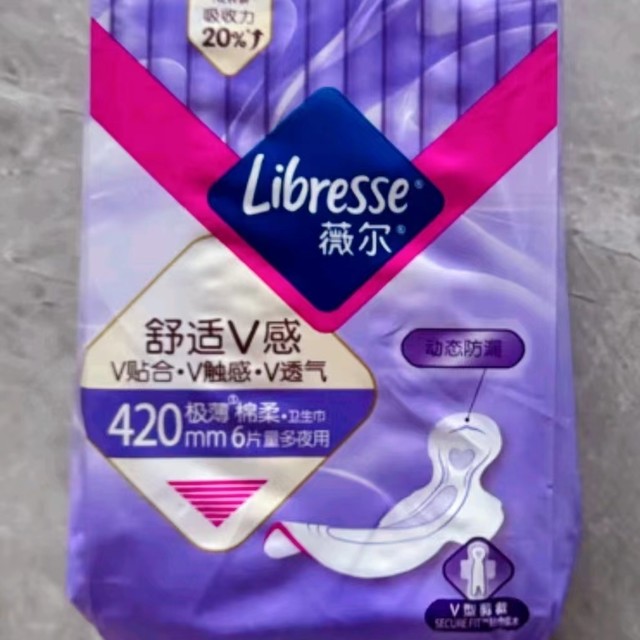 吸收力
20%
Libresse®
薇尔®
舒适V感
V贴合·V触感·V透气
动态防漏
420mm
极薄 棉柔·卫生巾
6片量多夜用
V型剪裁
SECURE FIT